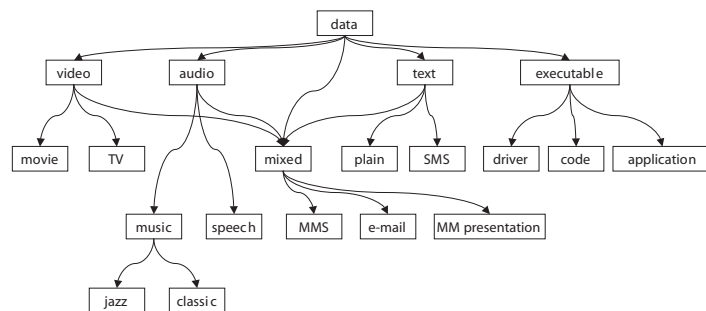 data
video audio text executable
movie TV mixed plain SMS driver code application
music speech MMS e-mail MM presentation
jazz classic